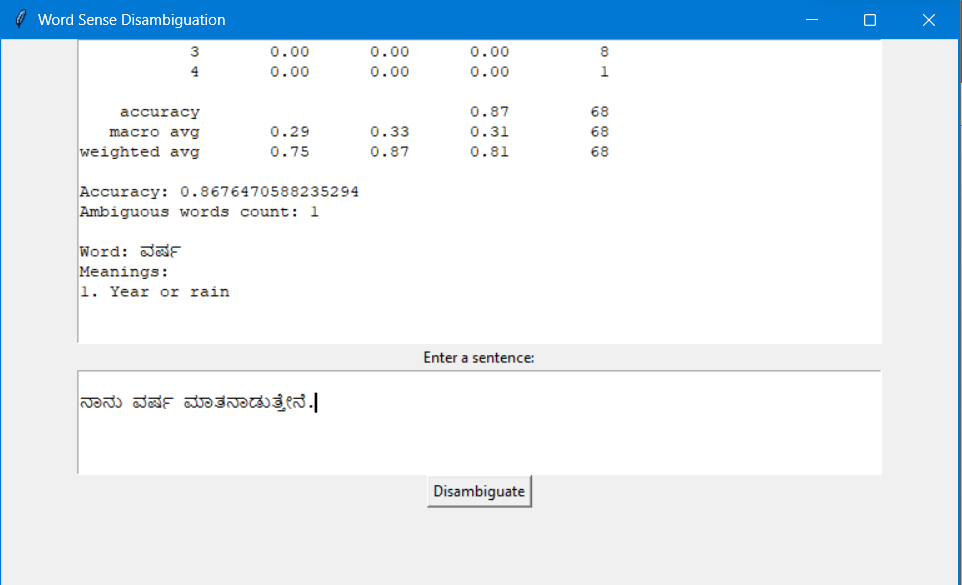 Word Sense Disambiguation
3 0.00 0.00 0.00 8
4 0.00 0.00 0.00 1
accuracy 0.87 68
macro avg 0.29 0.33 0.31 68
weighted avg 0.75 0.87 0.81 68
Accuracy: 0.8676470588235294
Ambiguous words count: 1
Word: ವರ್ಷ
Meanings:
1. Year or rain
Enter a sentence:
ನಾನು ವರ್ಷ ಮಾತನಾಡುತ್ತೇನೆ.
Disambiguate